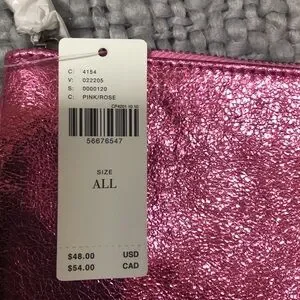 C: 4154
V: 022205
S: 0000120
C: PINK/ROSE
56676547
SIZE
ALL
$48.00 USD
$54.00 CAD